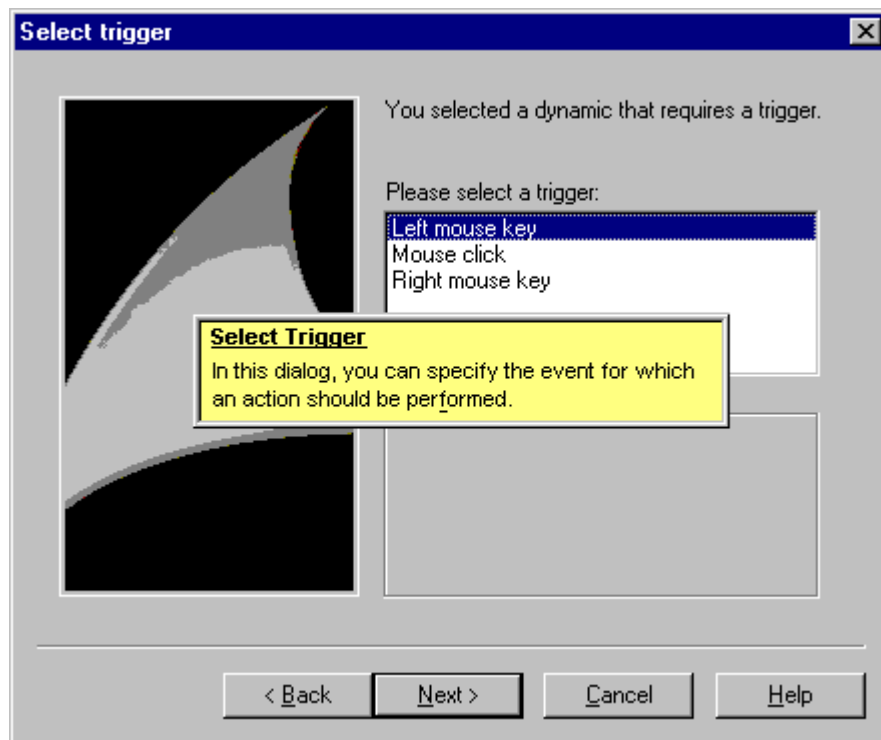 Select trigger
You selected a dynamic that requires a trigger.
Please select a trigger:
Left mouse key
Mouse click
Right mouse key
Select Trigger
In this dialog, you can specify the event for which
an action should be performed.
< Back
Next >
Cancel
Help